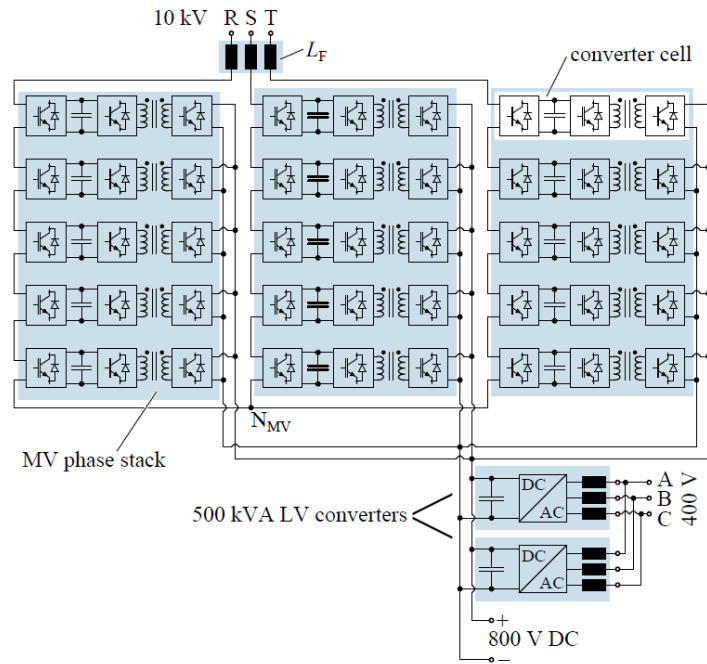 10 kV R S T
L_F
converter cell
N_MV
MV phase stack
500 kVA LV converters
DC
AC
A
B
C
400 V
DC
AC
+
800 V DC
−